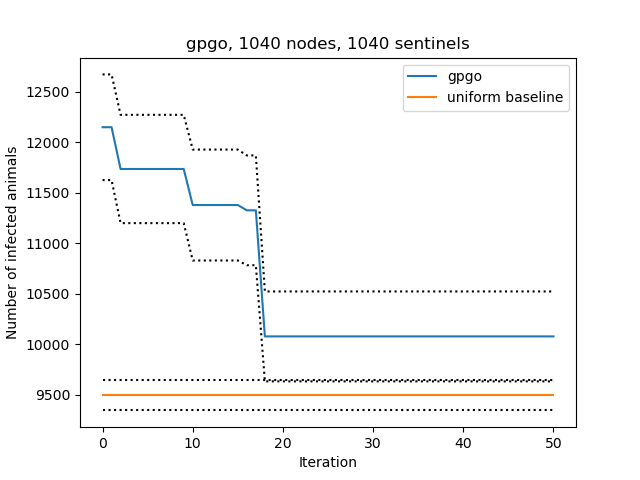 gpgo, 1040 nodes, 1040 sentinels
gpgo
uniform baseline
Number of infected animals
12500
12000
11500
11000
10500
10000
9500
0
10
20
30
40
50
Iteration